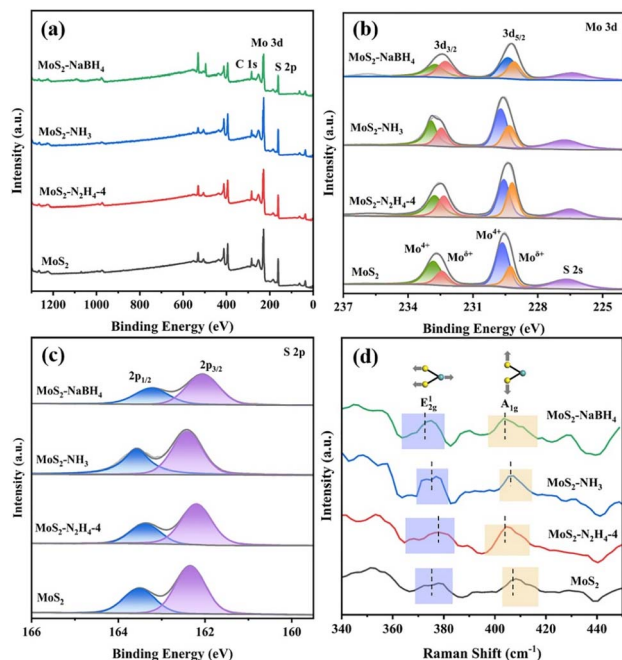 (a)
Mo 3d
C 1s
S 2p
MoS₂-NaBH₄
MoS₂-NH₃
MoS₂-N₂H₄-4
MoS₂
Intensity (a.u.)
1200 1000 800 600 400 200 0
Binding Energy (eV)
(b)
Mo 3d
3d₃/₂
3d₅/₂
MoS₂-NaBH₄
MoS₂-NH₃
MoS₂-N₂H₄-4
Mo⁴⁺
Mo^δ+
Mo⁴⁺
Mo^δ+
S 2s
MoS₂
Intensity (a.u.)
237 234 231 228 225
Binding Energy (eV)
(c)
S 2p
2p₁/₂
2p₃/₂
MoS₂-NaBH₄
MoS₂-NH₃
MoS₂-N₂H₄-4
MoS₂
Intensity (a.u.)
166 164 162 160
Binding Energy (eV)
(d)
E¹₂g
A₁g
MoS₂-NaBH₄
MoS₂-NH₃
MoS₂-N₂H₄-4
MoS₂
Intensity (a.u.)
340 360 380 400 420 440
Raman Shift (cm⁻¹)